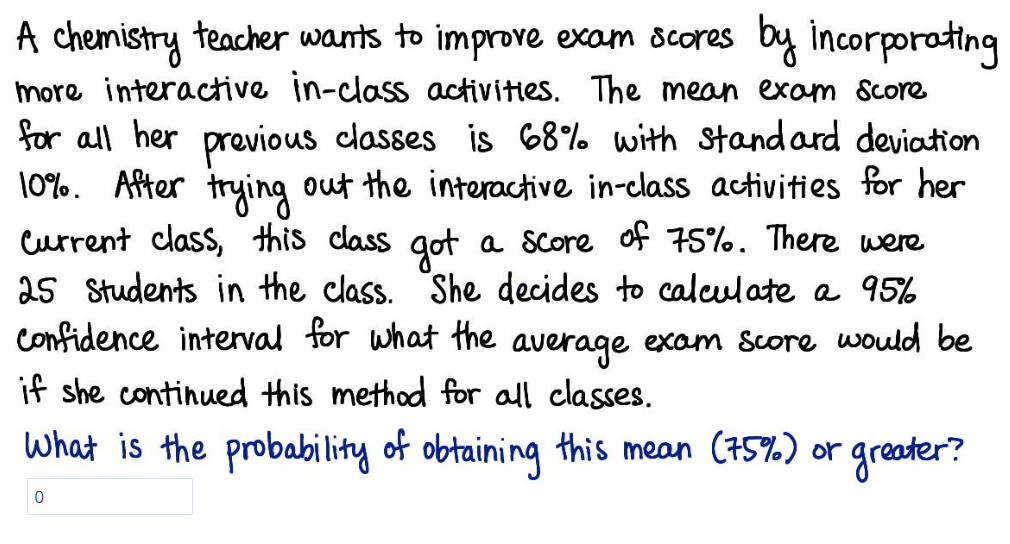 A chemistry teacher wants to improve exam scores by incorporating
more interactive in-class activities. The mean exam score
for all her previous classes is 68% with standard deviation
10%. After trying out the interactive in-class activities for her
current class, this class got a score of 75%. There were
25 students in the class. She decides to calculate a 95%
confidence interval for what the average exam score would be
if she continued this method for all classes.
What is the probability of obtaining this mean (75%) or greater?
0